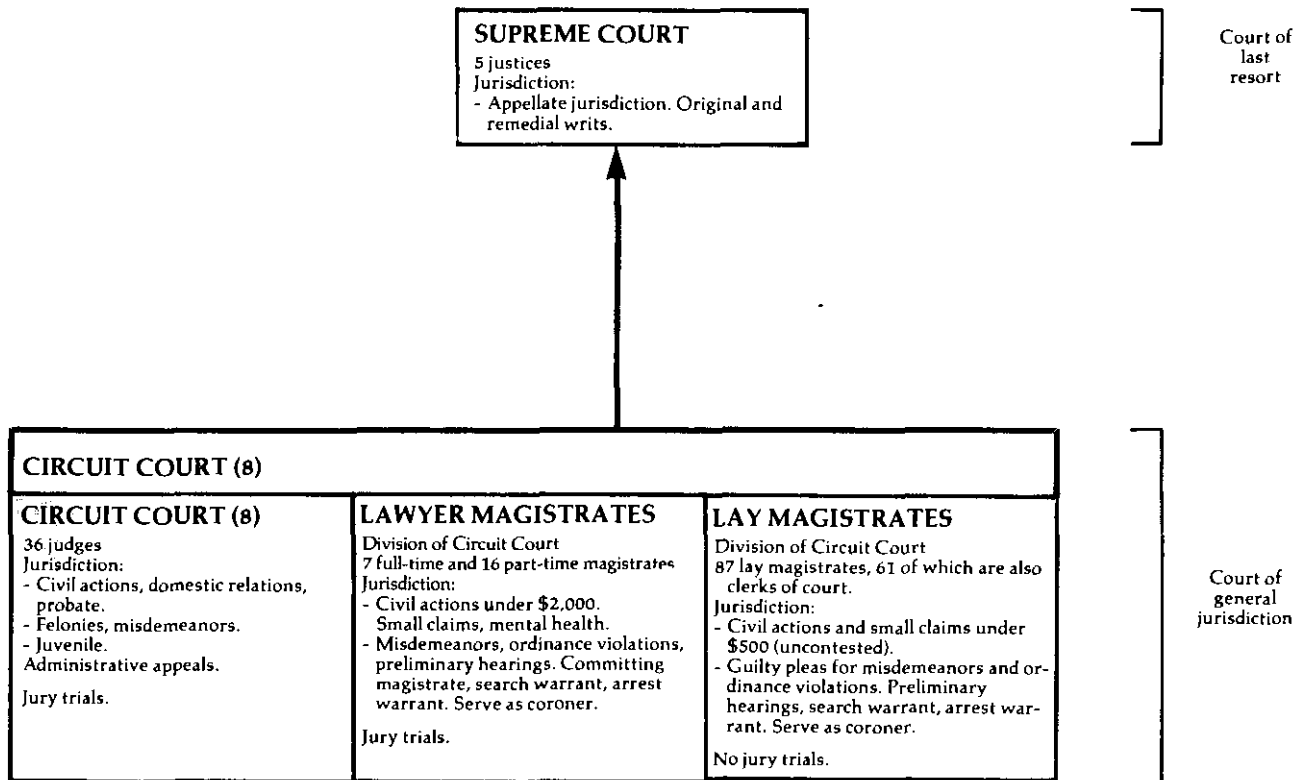 SUPREME COURT
5 justices
Jurisdiction:
- Appellate jurisdiction. Original and
remedial writs.
Court of
last
resort
CIRCUIT COURT (8)
CIRCUIT COURT (8)
36 judges
Jurisdiction:
- Civil actions, domestic relations,
probate.
- Felonies, misdemeanors.
- Juvenile.
Administrative appeals.
Jury trials.
LAWYER MAGISTRATES
Division of Circuit Court
7 full-time and 16 part-time magistrates
Jurisdiction:
- Civil actions under $2,000.
Small claims, mental health.
- Misdemeanors, ordinance violations,
preliminary hearings. Committing
magistrate, search warrant, arrest
warrant. Serve as coroner.
Jury trials.
LAY MAGISTRATES
Division of Circuit Court
87 lay magistrates, 61 of which are also
clerks of court.
Jurisdiction:
- Civil actions and small claims under
$500 (uncontested).
- Guilty pleas for misdemeanors and or-
dinance violations. Preliminary
hearings, search warrant, arrest war-
rant. Serve as coroner.
No jury trials.
Court of
general
jurisdiction